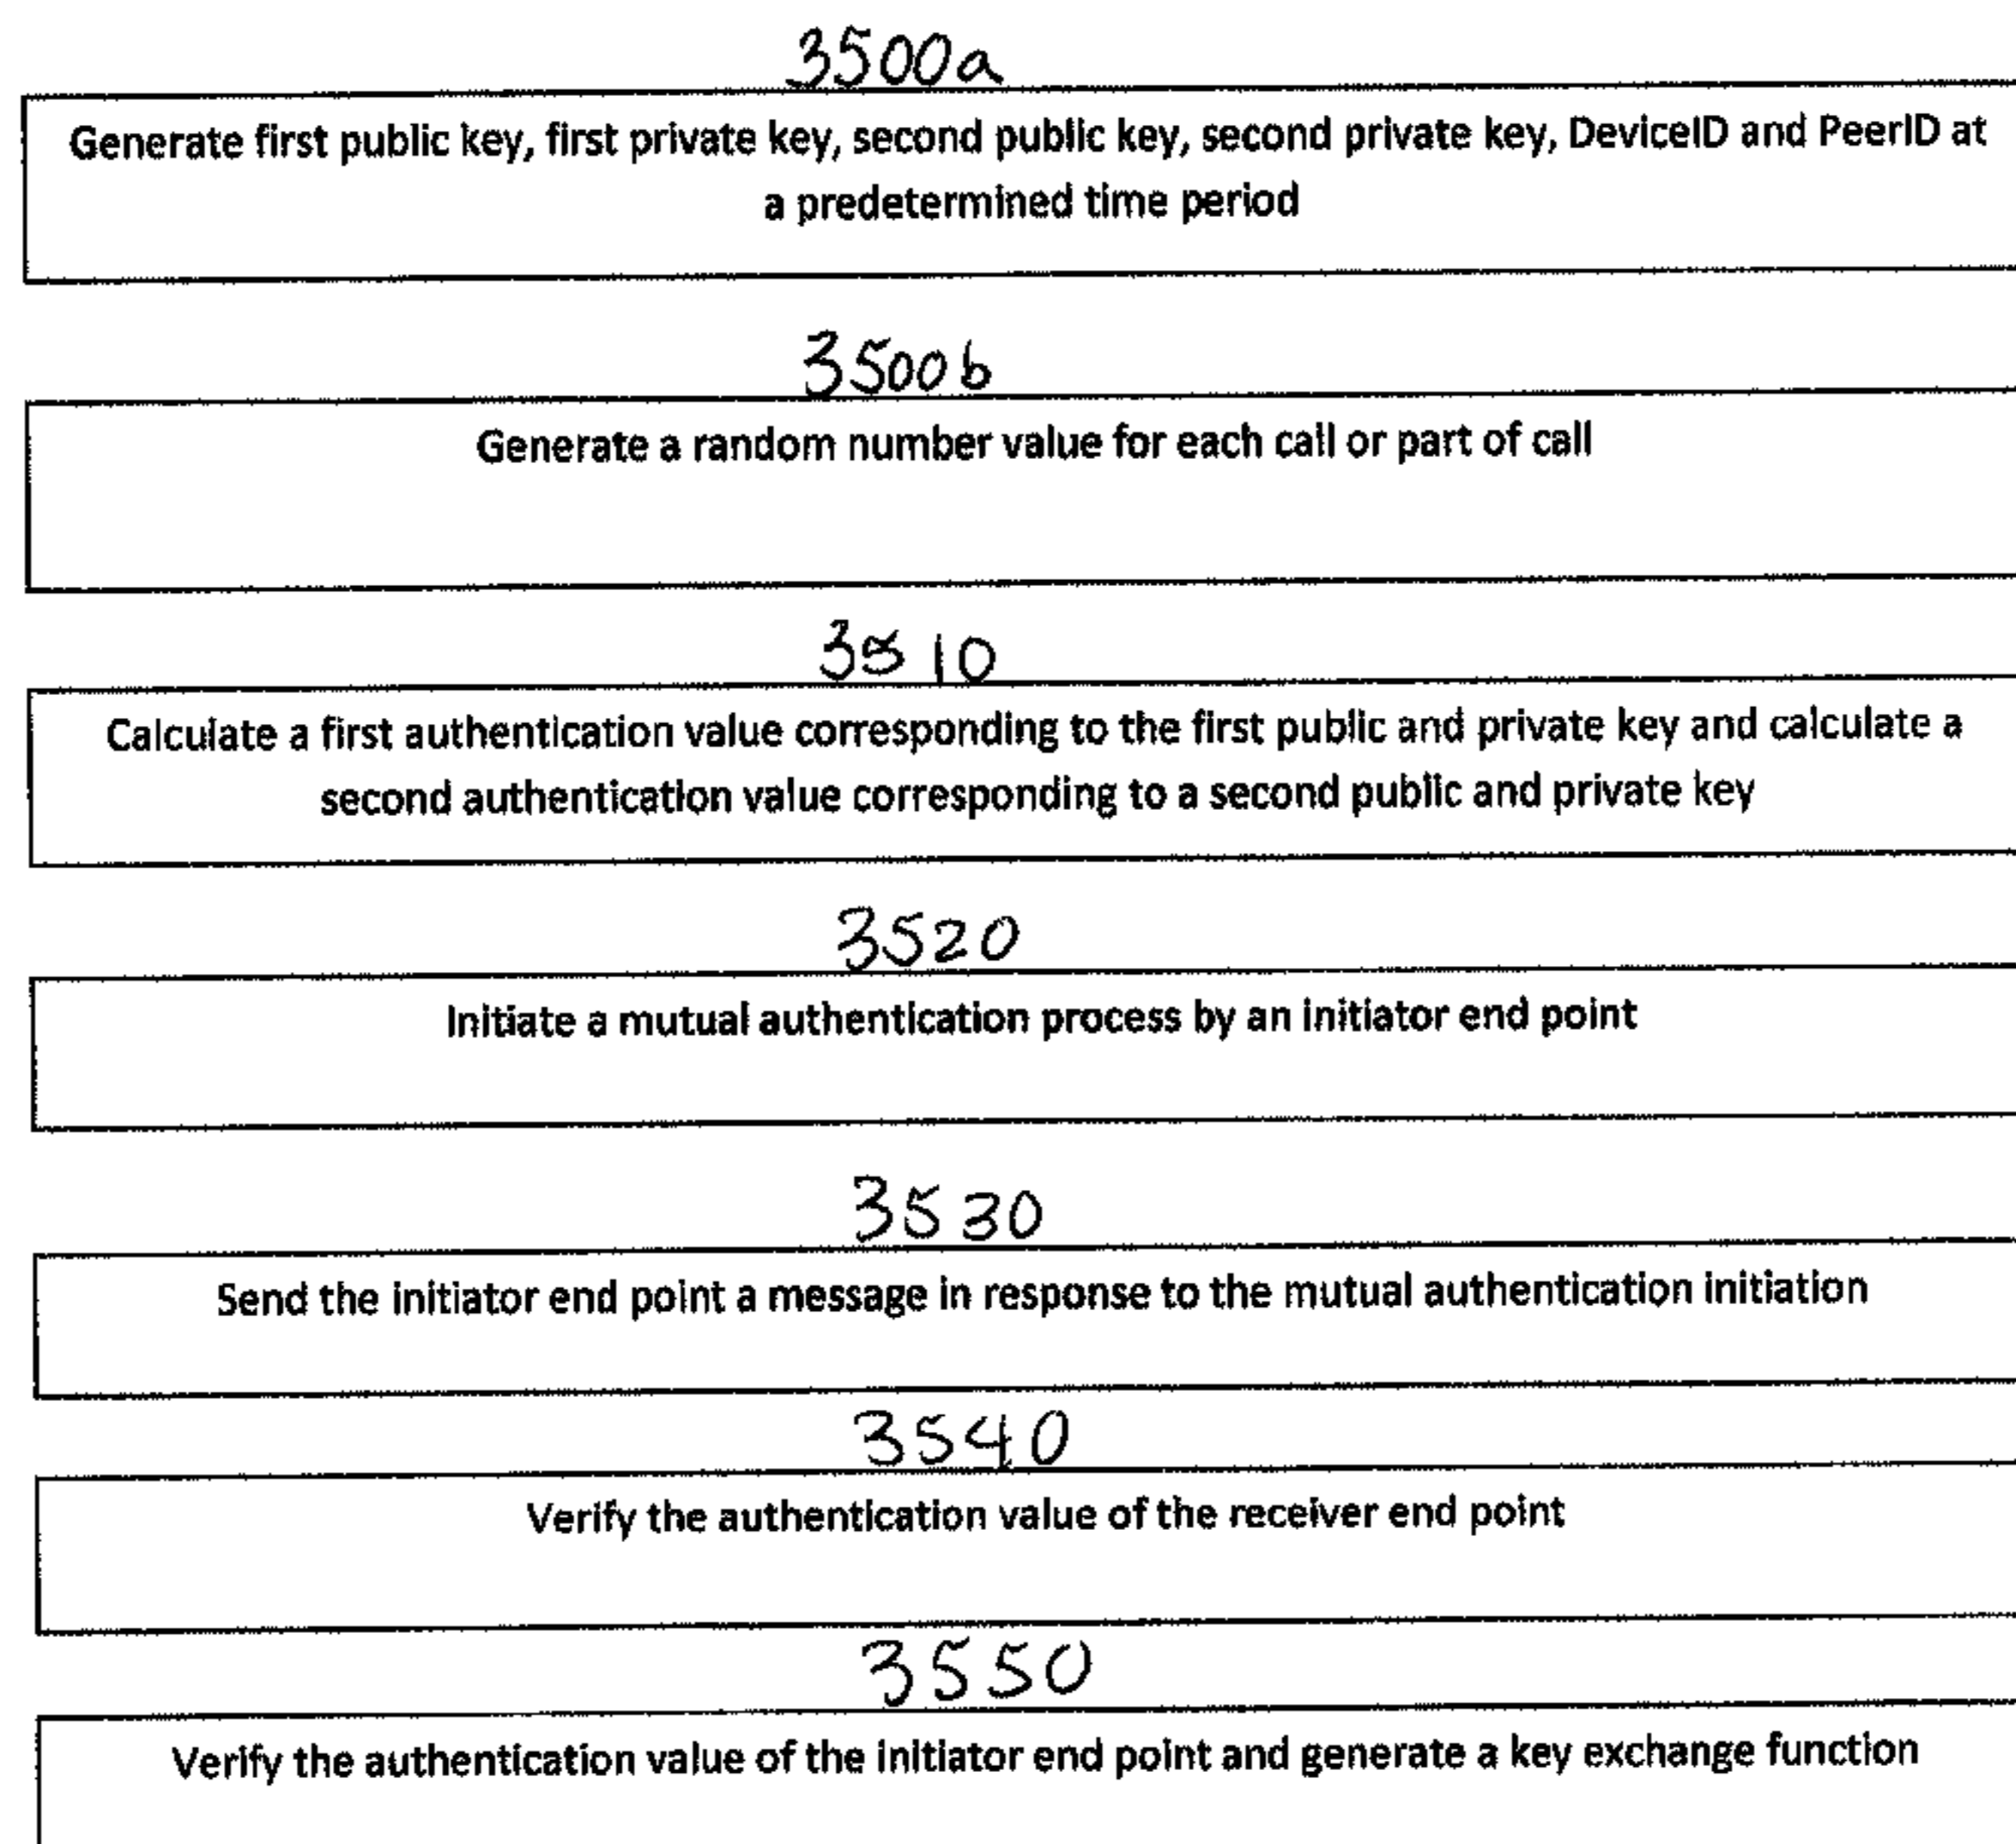 3500a
Generate first public key, first private key, second public key, second private key, DeviceID and PeerID at
a predetermined time period
3500b
Generate a random number value for each call or part of call
3510
Calculate a first authentication value corresponding to the first public and private key and calculate a
second authentication value corresponding to a second public and private key
3520
Initiate a mutual authentication process by an initiator end point
3530
Send the initiator end point a message in response to the mutual authentication initiation
3540
Verify the authentication value of the receiver end point
3550
Verify the authentication value of the initiator end point and generate a key exchange function